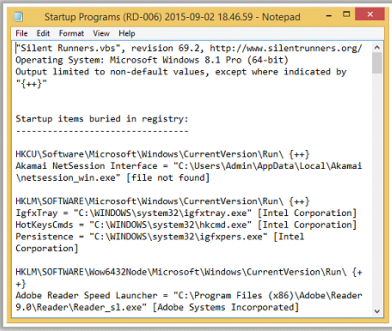 Startup Programs (RD-006) 2015-09-02 18.46.59 - Notepad
File Edit Format View Help
"Silent Runners.vbs", revision 69.2, http://www.silentrunners.org/
Operating System: Microsoft Windows 8.1 Pro (64-bit)
Output limited to non-default values, except where indicated by
"{++}"
Startup items buried in registry:
---------------------------------
HKCU\Software\Microsoft\Windows\CurrentVersion\Run\ {++}
Akamai NetSession Interface = "C:\Users\Admin\AppData\Local\Akamai
\netsession_win.exe" [file not found]
HKLM\SOFTWARE\Microsoft\Windows\CurrentVersion\Run\ {++}
IgfxTray = "C:\WINDOWS\system32\igfxtray.exe" [Intel Corporation]
HotKeysCmds = "C:\WINDOWS\system32\hkcmd.exe" [Intel Corporation]
Persistence = "C:\WINDOWS\system32\igfxpers.exe" [Intel
Corporation]
HKLM\SOFTWARE\Wow6432Node\Microsoft\Windows\CurrentVersion\Run\ {+
+}
Adobe Reader Speed Launcher = "C:\Program Files (x86)\Adobe\Reader
9.0\Reader\Reader_sl.exe" [Adobe Systems Incorporated]